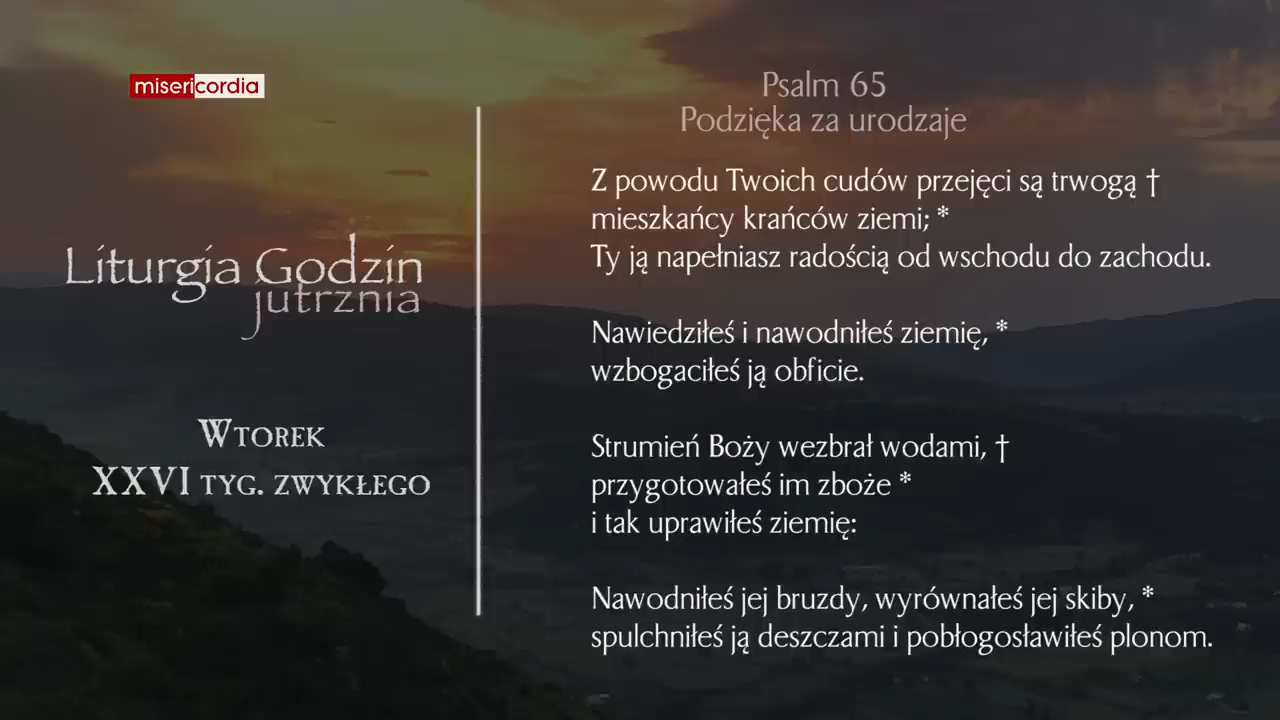 misericordia
Liturgia Godzin
jutrznia
Wtorek
XXVI tyg. zwykłego
Psalm 65
Podzięka za urodzaje
Z powodu Twoich cudów przejęci są trwogą †
mieszkańcy krańców ziemi; *
Ty ją napełniasz radością od wschodu do zachodu.
Nawiedziłeś i nawodniłeś ziemię, *
wzbogaciłeś ją obficie.
Strumień Boży wezbrał wodami, †
przygotowałeś im zboże *
i tak uprawiłeś ziemię:
Nawodniłeś jej bruzdy, wyrównałeś jej skiby, *
spulchniłeś ją deszczami i pobłogosławiłeś plonom.